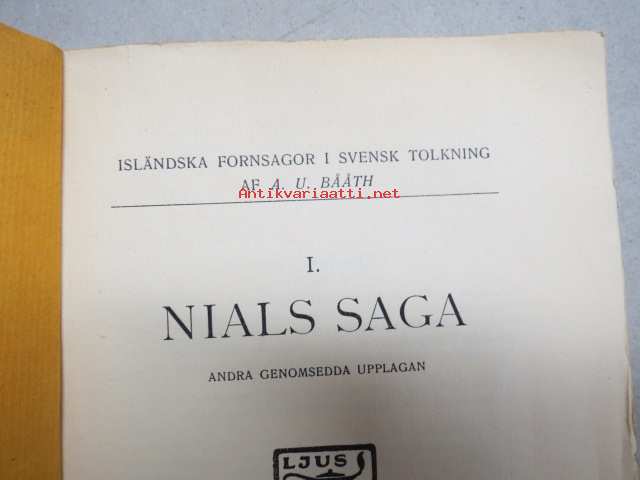 ISLÄNDSKA FORNSAGOR I SVENSK TOLKNING
AF A. U. BÅÅTH
Antikvariaatti.net
I.
NIALS SAGA
ANDRA GENOMSEDDA UPPLAGAN
LJUS